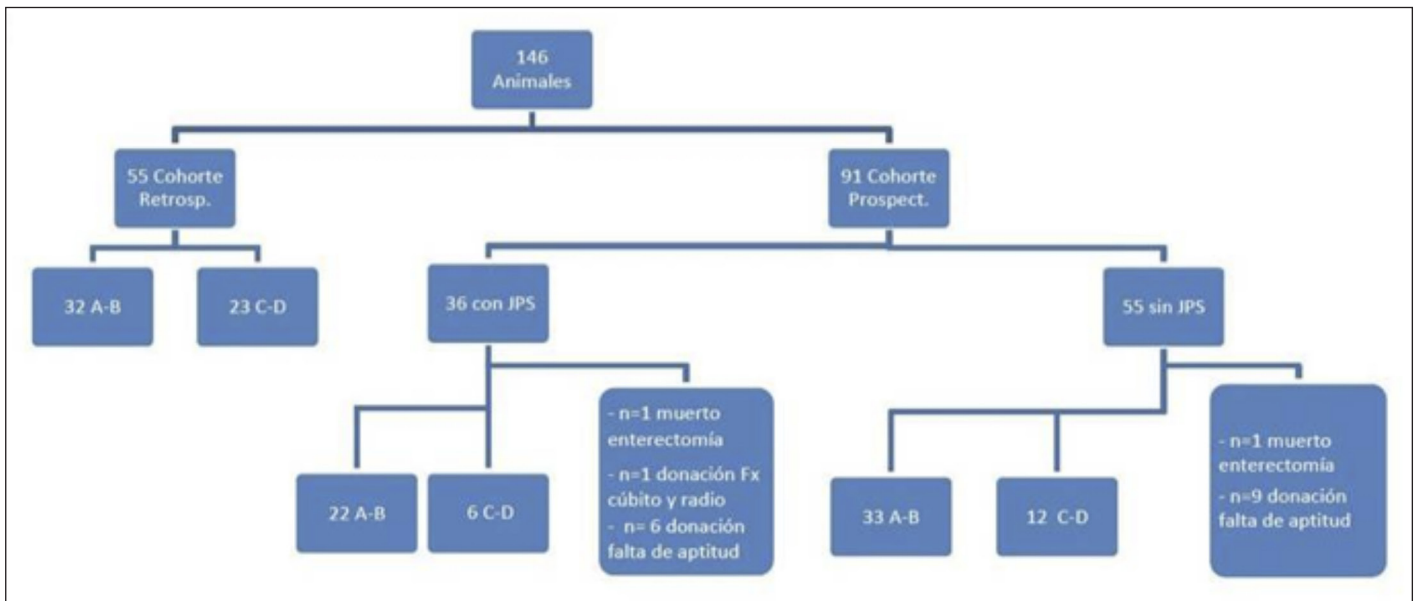 146
Animales
55 Cohorte
Retrosp.
91 Cohorte
Prospect.
32 A-B
23 C-D
36 con JPS
55 sin JPS
22 A-B
6 C-D
- n=1 muerto
enterectomía
- n=1 donación Fx
cúbito y radio
- n= 6 donación
falta de aptitud
33 A-B
12 C-D
- n=1 muerto
enterectomía
- n=9 donación
falta de aptitud